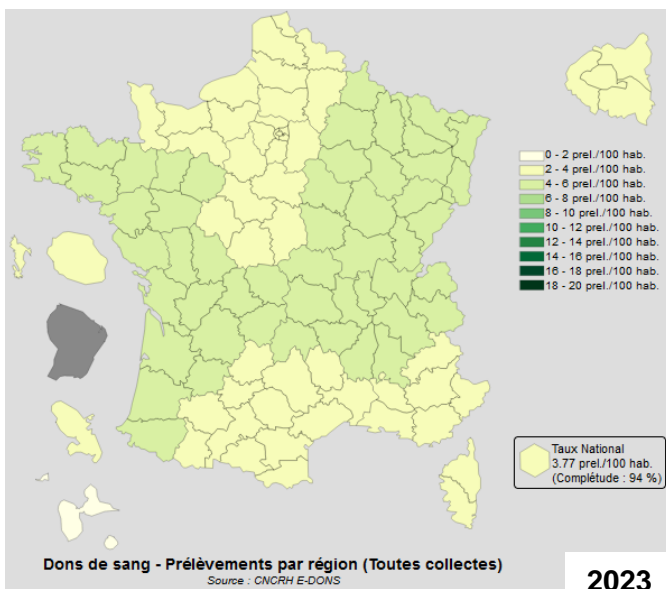 0 - 2 prel./100 hab.
2 - 4 prel./100 hab.
4 - 6 prel./100 hab.
6 - 8 prel./100 hab.
8 - 10 prel./100 hab.
10 - 12 prel./100 hab.
12 - 14 prel./100 hab.
14 - 16 prel./100 hab.
16 - 18 prel./100 hab.
18 - 20 prel./100 hab.
Taux National
3.77 prel./100 hab.
(Complétude : 94 %)
Dons de sang - Prélèvements par région (Toutes collectes)
Source : CNCRH E-DONS
2023